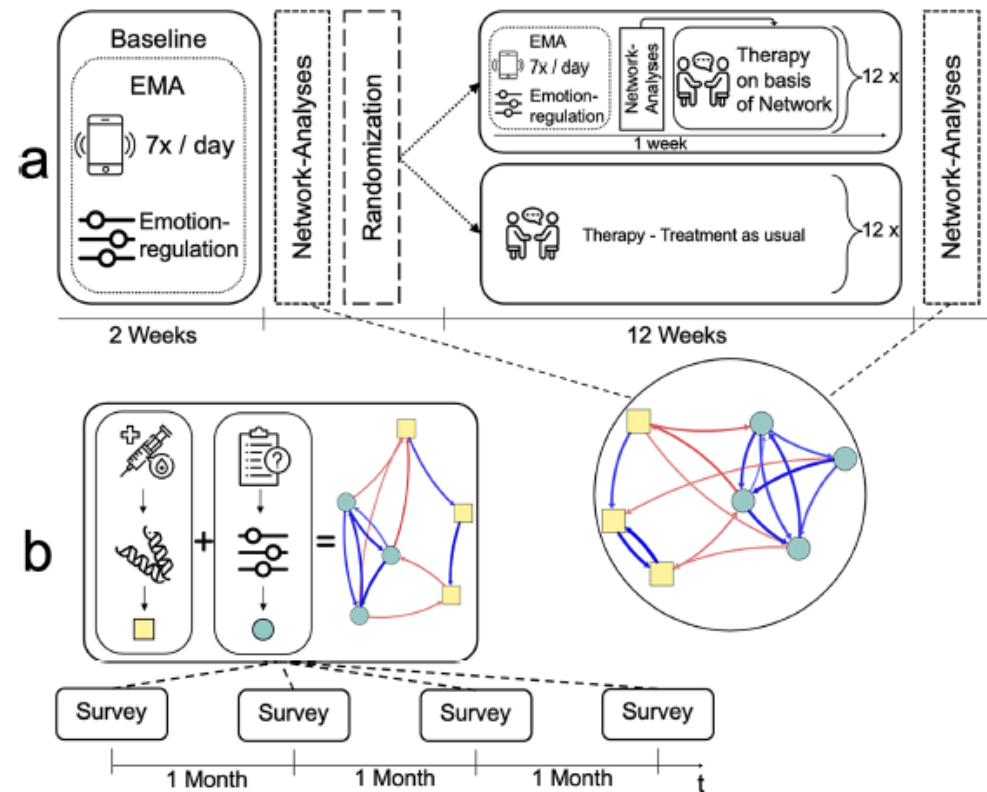 a
Baseline
EMA
7x / day
Emotion-
regulation
Network-Analyses
Randomization
EMA
7x / day
Emotion-
regulation
Network-
Analyses
Therapy
on basis
of Network
12 x
1 week
Therapy - Treatment as usual
12 x
Network-Analyses
2 Weeks
12 Weeks
b
?
+
=
Survey
Survey
Survey
Survey
1 Month
1 Month
1 Month
t